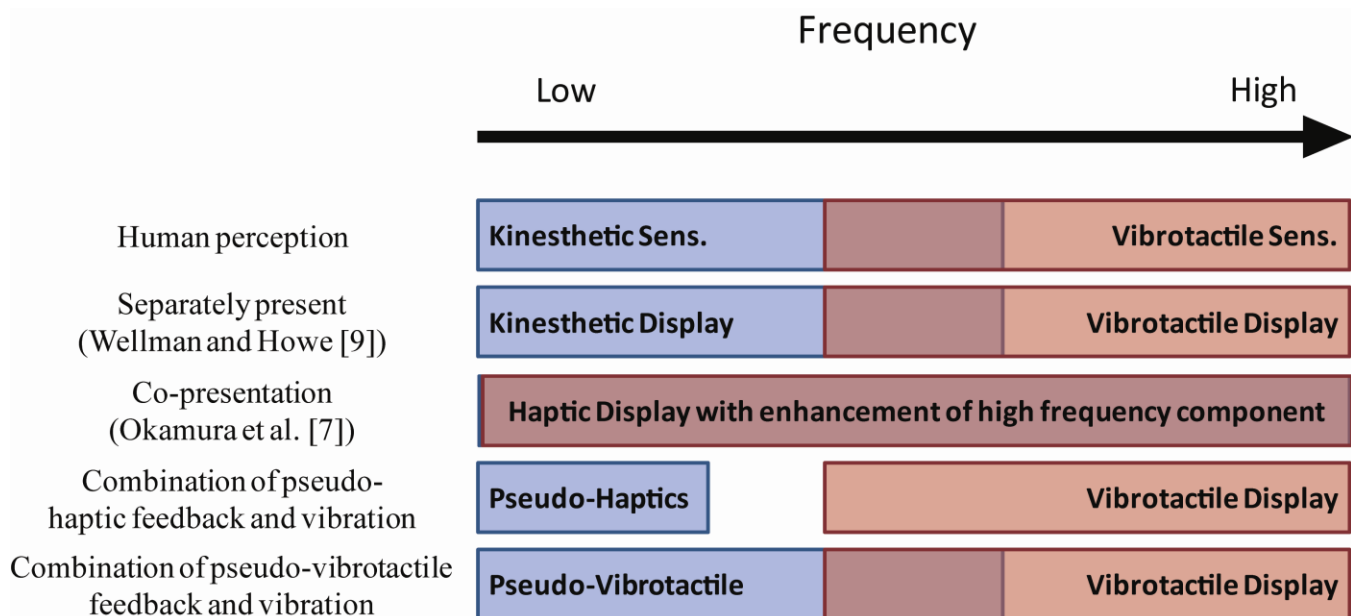 Frequency
Low High
Human perception Kinesthetic Sens. Vibrotactile Sens.
Separately present
(Wellman and Howe [9]) Kinesthetic Display Vibrotactile Display
Co-presentation
(Okamura et al. [7]) Haptic Display with enhancement of high frequency component
Combination of pseudo-
haptic feedback and vibration Pseudo-Haptics Vibrotactile Display
Combination of pseudo-vibrotactile
feedback and vibration Pseudo-Vibrotactile Vibrotactile Display